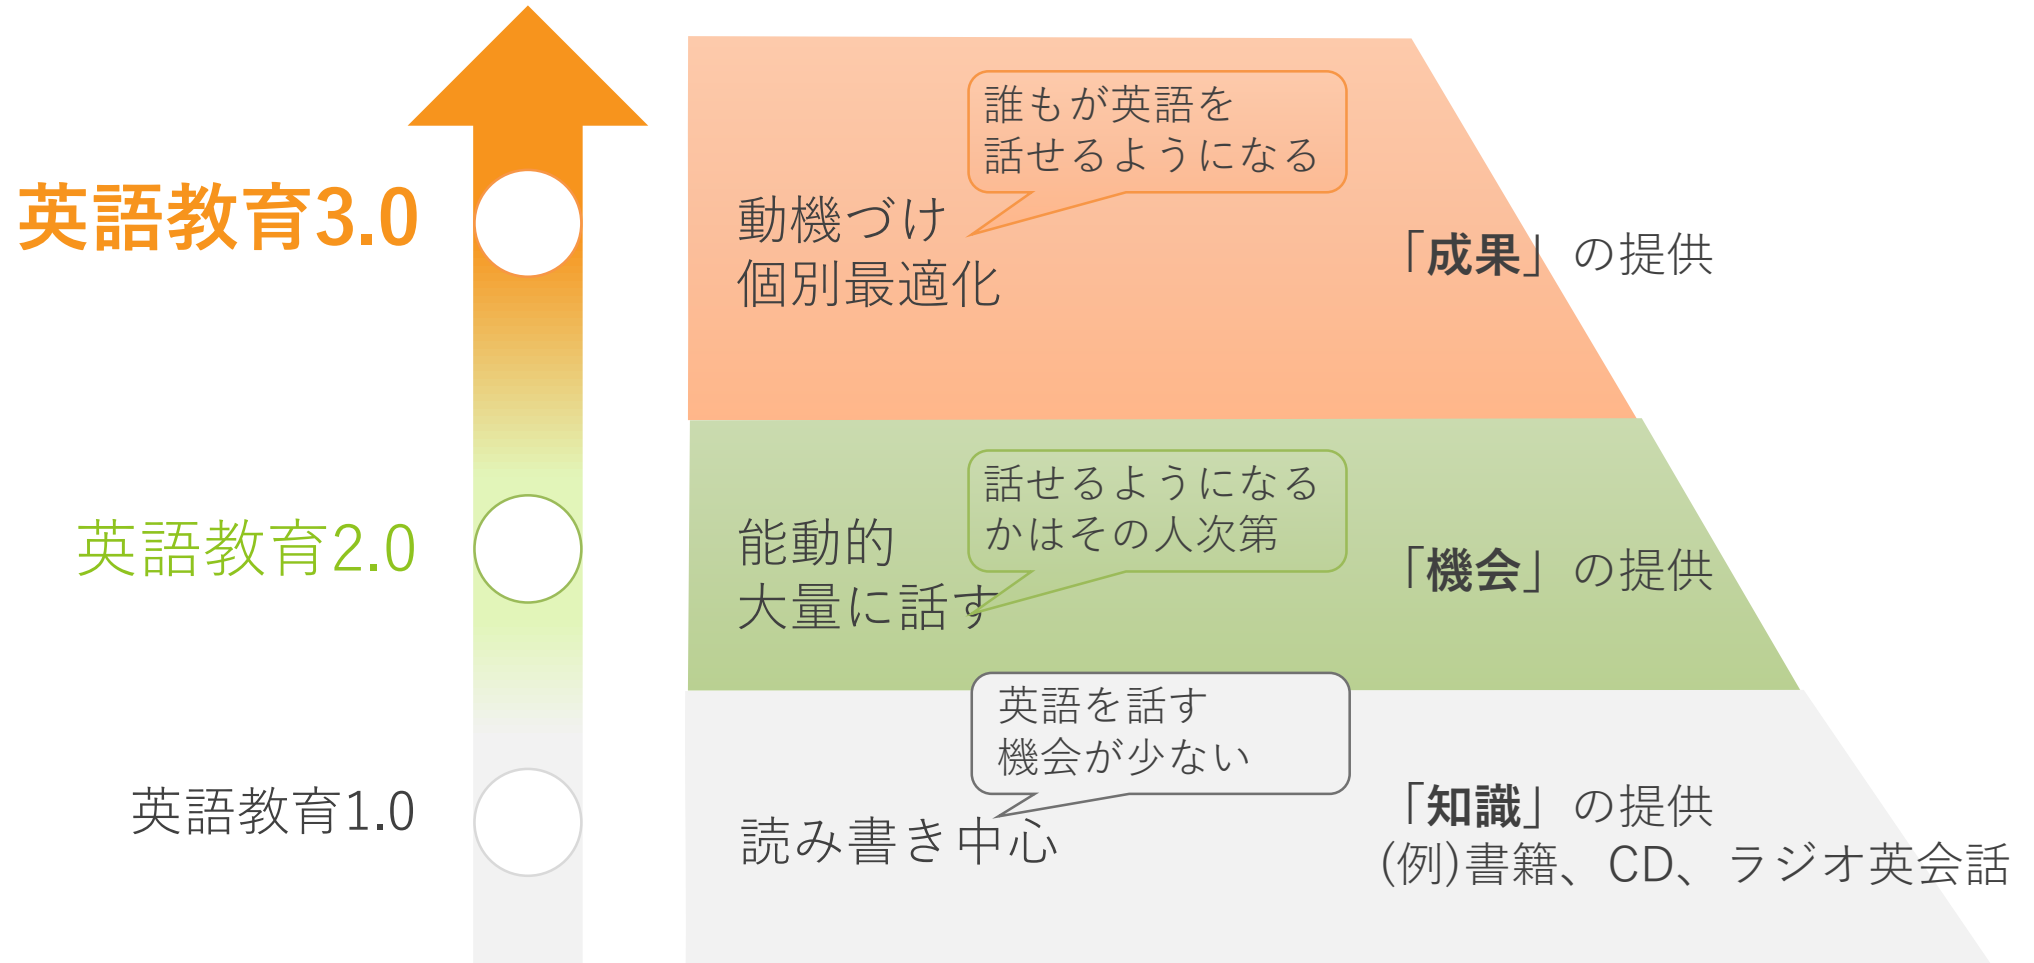 誰もが英語を
話せるようになる
英語教育3.0
動機づけ
個別最適化
「成果」の提供
話せるようになる
かはその人次第
英語教育2.0
能動的
大量に話す
「機会」の提供
英語を話す
機会が少ない
英語教育1.0
読み書き中心
「知識」の提供
(例)書籍、CD、ラジオ英会話